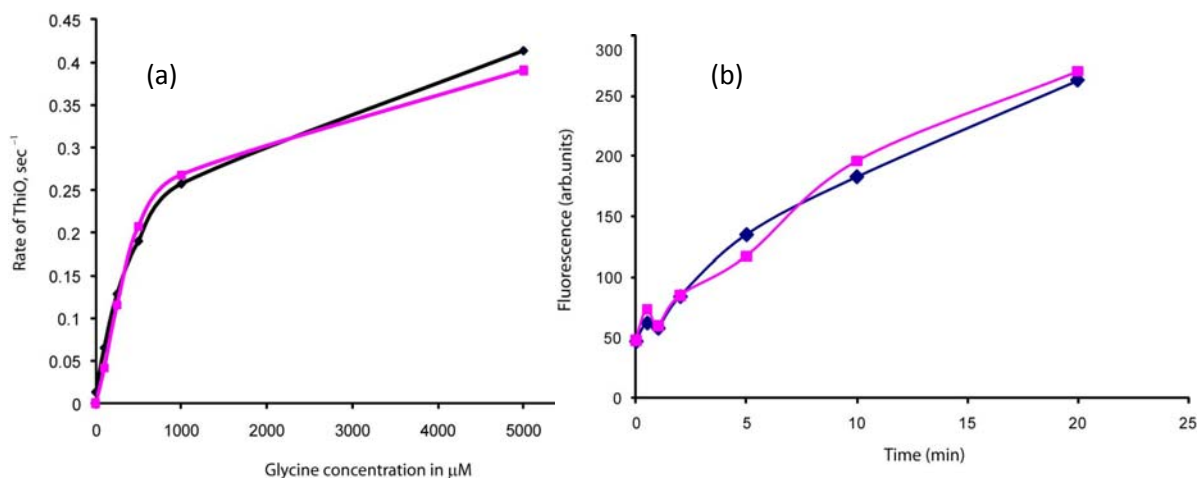 (a)
Rate of ThiO, sec⁻¹
0.45
0.4
0.35
0.3
0.25
0.2
0.15
0.1
0.05
0
0 1000 2000 3000 4000 5000
Glycine concentration in µM
(b)
Fluorescence (arb.units)
300
250
200
150
100
50
0
0 5 10 15 20 25
Time (min)